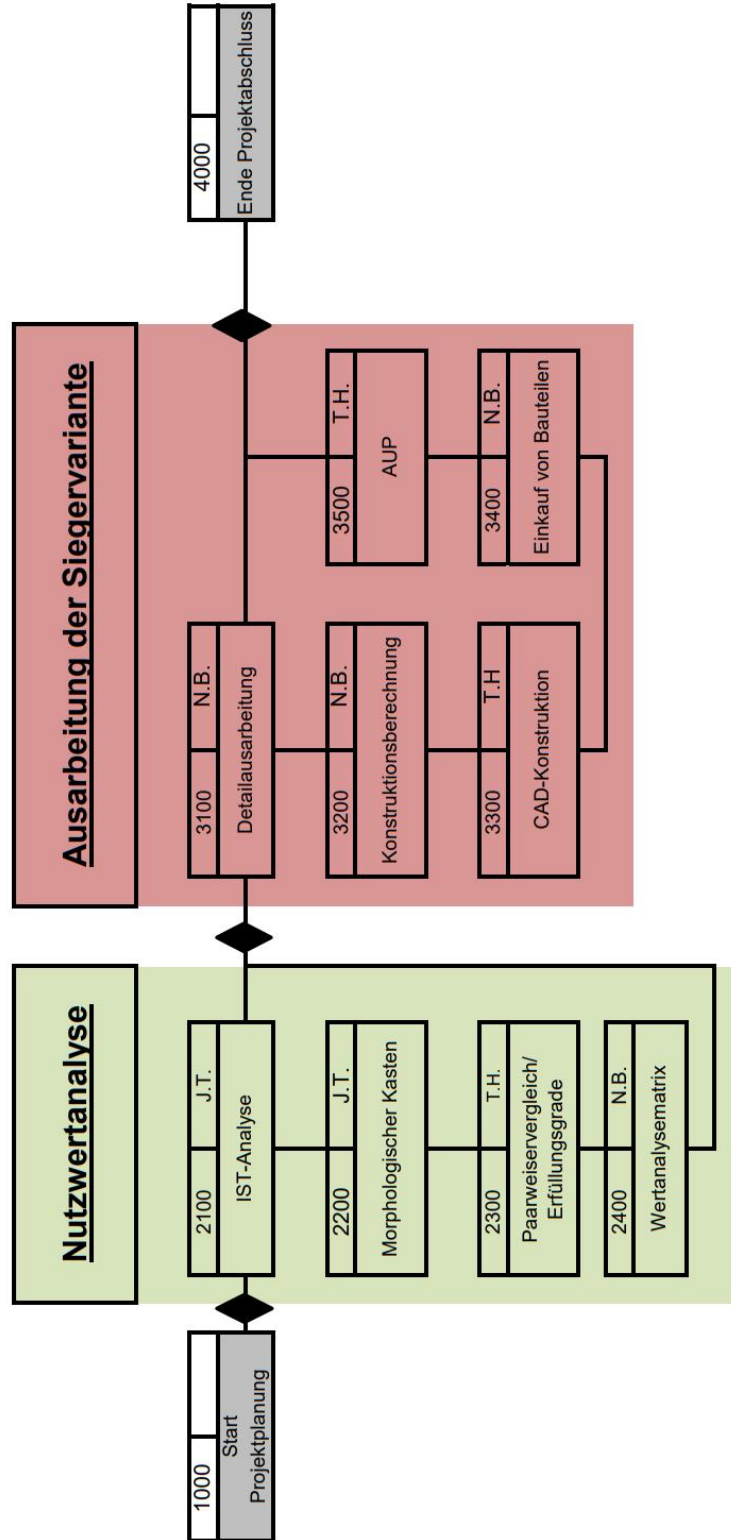 1000
Start
Projektplanung
Nutzwertanalyse
2100 J.T.
IST-Analyse
2200 J.T.
Morphologischer Kasten
2300 T.H.
Paarweiservergleich/
Erfüllungsgrade
2400 N.B.
Wertanalysematrix
Ausarbeitung der Siegervariante
3100 N.B.
Detailausarbeitung
3200 N.B.
Konstruktionsberechnung
3300 T.H
CAD-Konstruktion
3500 T.H.
AUP
3400 N.B.
Einkauf von Bauteilen
4000
Ende Projektabschluss